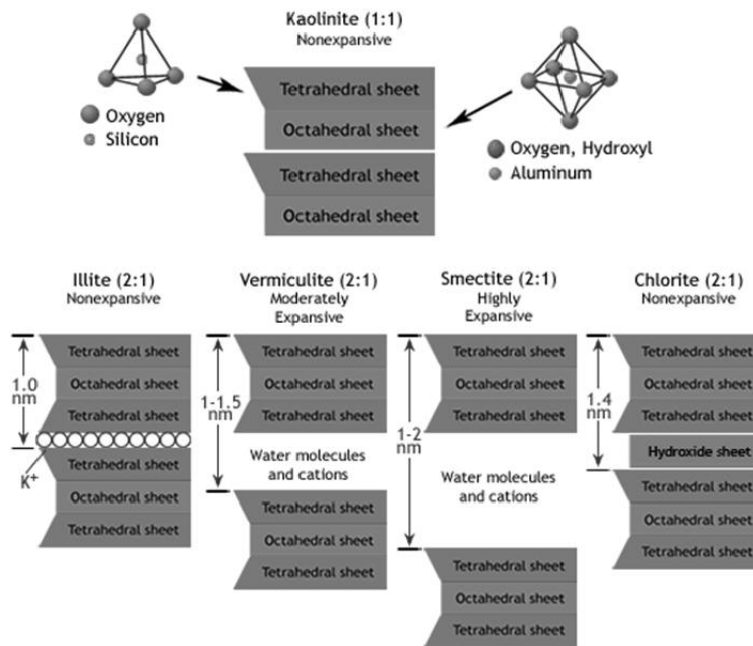 Kaolinite (1:1)
Nonexpansive
Tetrahedral sheet
Octahedral sheet
Tetrahedral sheet
Octahedral sheet
Oxygen
Silicon
Oxygen, Hydroxyl
Aluminum
Illite (2:1)
Nonexpansive
1.0
nm
Tetrahedral sheet
Octahedral sheet
Tetrahedral sheet
K+
Tetrahedral sheet
Octahedral sheet
Tetrahedral sheet
Vermiculite (2:1)
Moderately
Expansive
1-1.5
nm
Tetrahedral sheet
Octahedral sheet
Tetrahedral sheet
Water molecules
and cations
Tetrahedral sheet
Octahedral sheet
Tetrahedral sheet
Smectite (2:1)
Highly
Expansive
1-2
nm
Tetrahedral sheet
Octahedral sheet
Tetrahedral sheet
Water molecules
and cations
Tetrahedral sheet
Octahedral sheet
Tetrahedral sheet
Chlorite (2:1)
Nonexpansive
1.4
nm
Tetrahedral sheet
Octahedral sheet
Tetrahedral sheet
Hydroxide sheet
Tetrahedral sheet
Octahedral sheet
Tetrahedral sheet